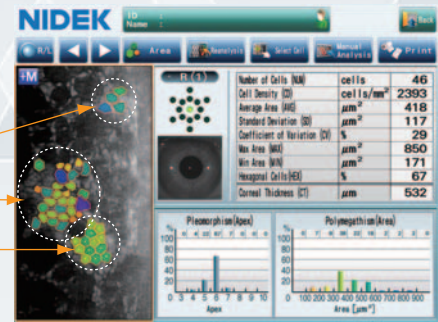 NIDEK
ID :
Name :
Back
R/L
Area
Reanalysis
Select Cell
Manual Analysis
Print
+M
R(1)
Number of Cells (NUM) cells 46
Cell Density (CD) cells/mm² 2393
Average Area (AVG) μm² 418
Standard Deviation (SD) μm² 117
Coefficient of Variation (CV) % 29
Max Area (MAX) μm² 850
Min Area (MIN) μm² 171
Hexagonal Cells(HEX) % 67
Corneal Thickness (CT) μm 532
Pleomorphism(Apex)
%
100
80
60
40
20
3 4 5 6 7 8 9 10
Apex
Polymegathism(Area)
%
100
80
60
40
20
100 200 300 400 500 600 700 800 900
Area [μm²]